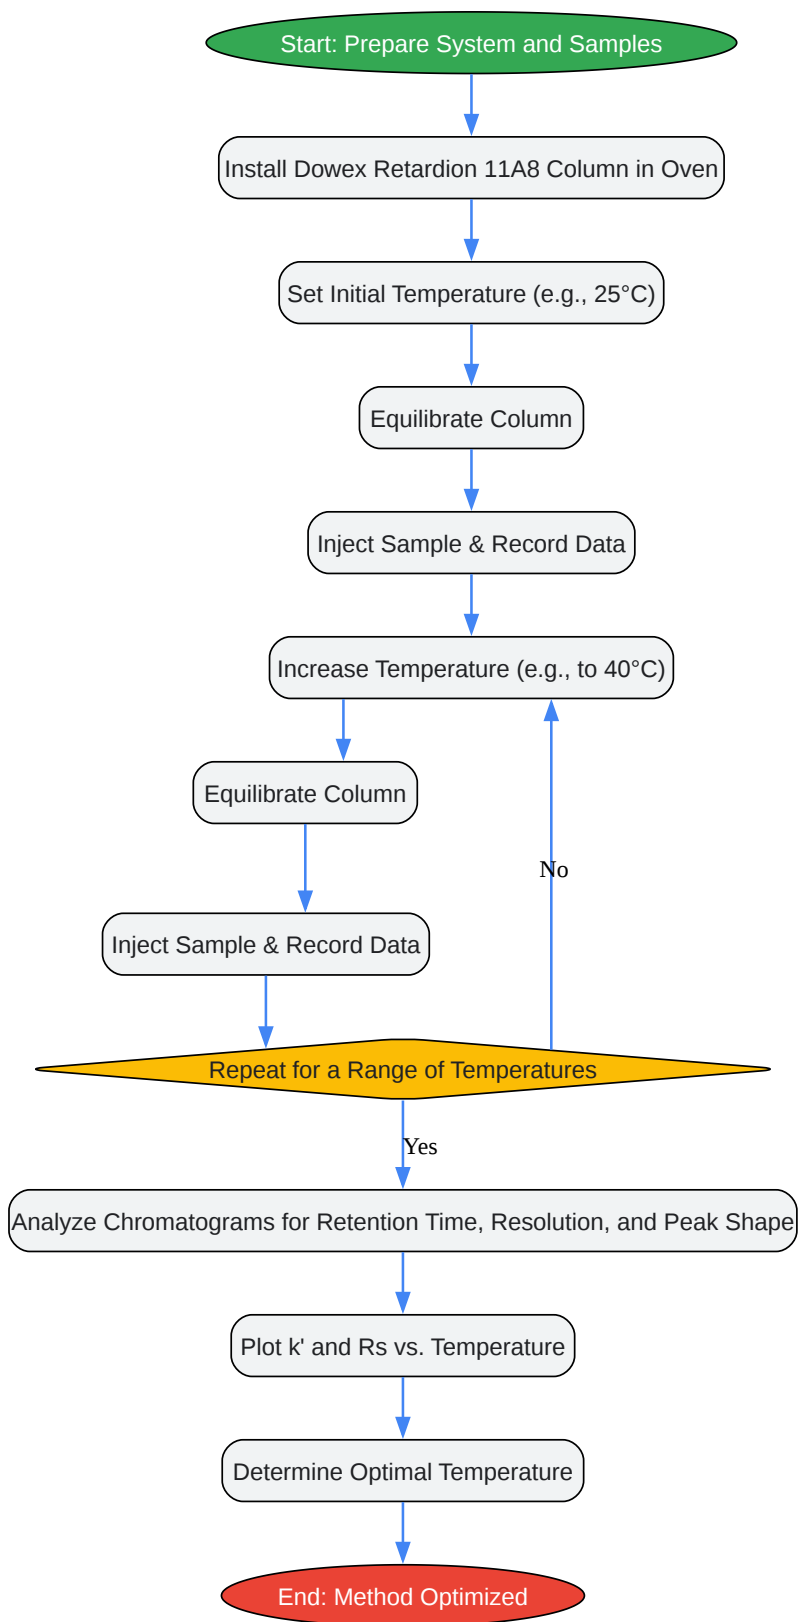 Start: Prepare System and Samples
Install Dowex Retardion 11A8 Column in Oven
Set Initial Temperature (e.g., 25°C)
Equilibrate Column
Inject Sample & Record Data
Increase Temperature (e.g., to 40°C)
Equilibrate Column
No
Inject Sample & Record Data
Repeat for a Range of Temperatures
Yes
Analyze Chromatograms for Retention Time, Resolution, and Peak Shape
Plot k' and Rs vs. Temperature
Determine Optimal Temperature
End: Method Optimized